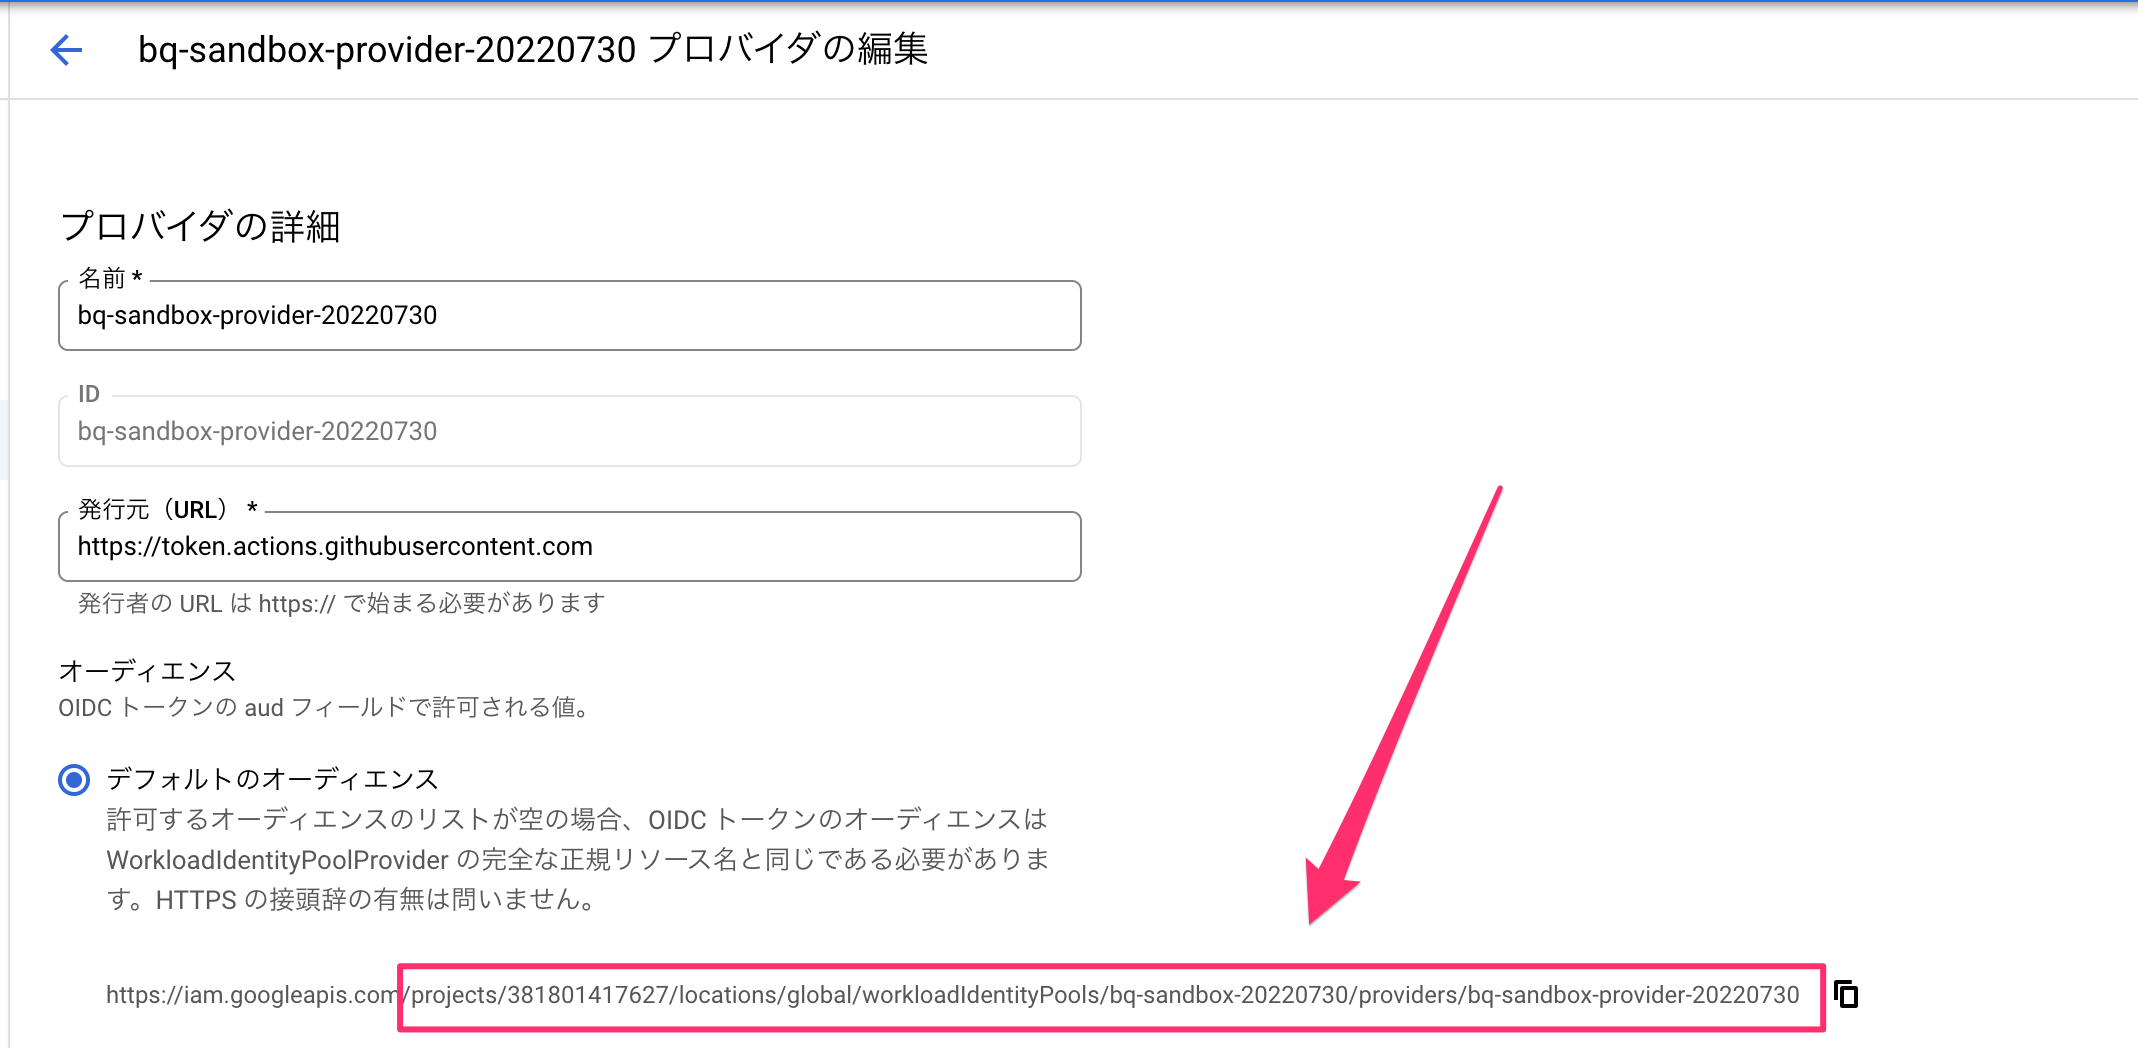 bq-sandbox-provider-20220730 プロバイダの編集
プロバイダの詳細
名前 *
bq-sandbox-provider-20220730
ID
bq-sandbox-provider-20220730
発行元（URL） *
https://token.actions.githubusercontent.com
発行者の URL は https:// で始まる必要があります
オーディエンス
OIDC トークンの aud フィールドで許可される値。
デフォルトのオーディエンス
許可するオーディエンスのリストが空の場合、OIDC トークンのオーディエンスは
WorkloadIdentityPoolProvider の完全な正規リソース名と同じである必要がありま
す。HTTPS の接頭辞の有無は問いません。
https://iam.googleapis.com/projects/381801417627/locations/global/workloadIdentityPools/bq-sandbox-20220730/providers/bq-sandbox-provider-20220730